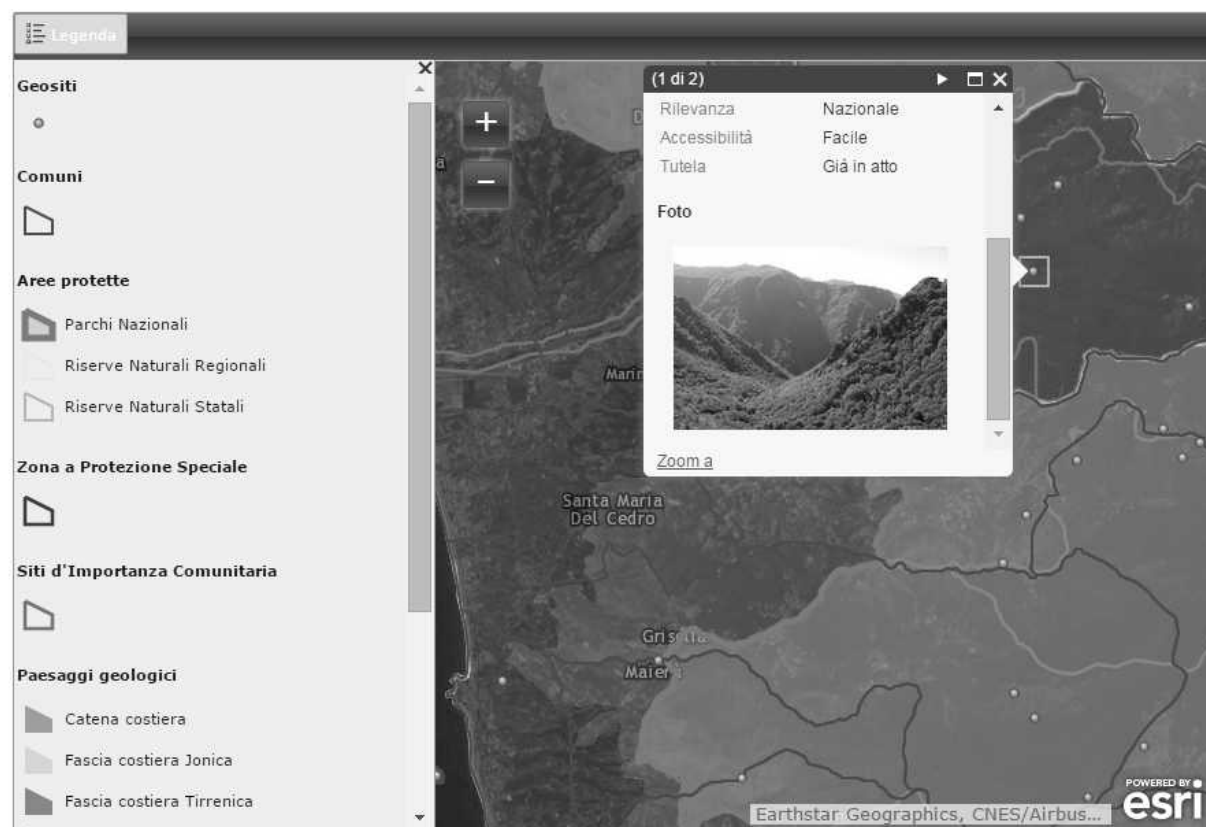 Legenda
Geositi
Comuni
Aree protette
Parchi Nazionali
Riserve Naturali Regionali
Riserve Naturali Statali
Zona a Protezione Speciale
Siti d'Importanza Comunitaria
Paesaggi geologici
Catena costiera
Fascia costiera Jonica
Fascia costiera Tirrenica
+
−
(1 di 2)
Rilevanza Nazionale
Accessibilità Facile
Tutela Già in atto
Foto
Zoom a
Santa Maria
Del Cedro
POWERED BY
esri
Earthstar Geographics, CNES/Airbus...